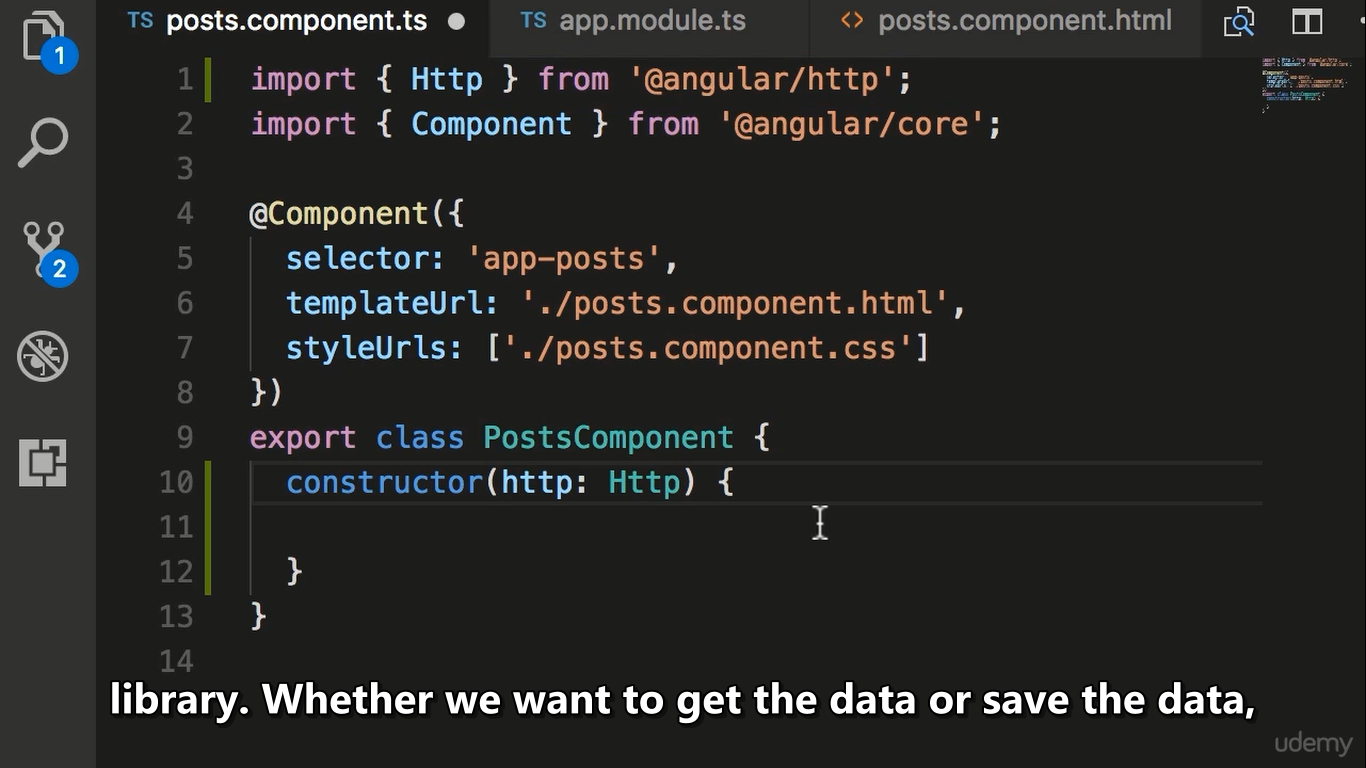 TS posts.component.ts TS app.module.ts <> posts.component.html
1
2
1 import { Http } from '@angular/http';
2 import { Component } from '@angular/core';
3
4 @Component({
5 selector: 'app-posts',
6 templateUrl: './posts.component.html',
7 styleUrls: ['./posts.component.css']
8 })
9 export class PostsComponent {
10 constructor(http: Http) {
11
12 }
13 }
14
library. Whether we want to get the data or save the data,
udemy